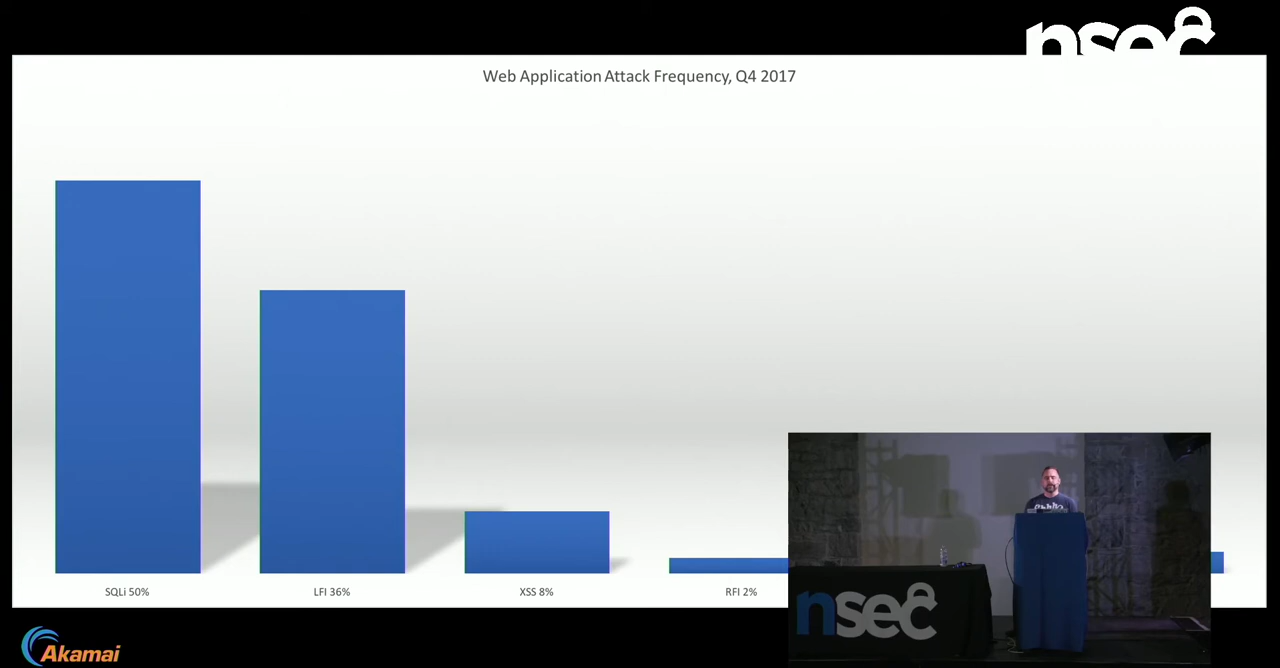 nsec
Web Application Attack Frequency, Q4 2017
SQLi 50%
LFI 36%
XSS 8%
RFI 2%
nsec
Akamai